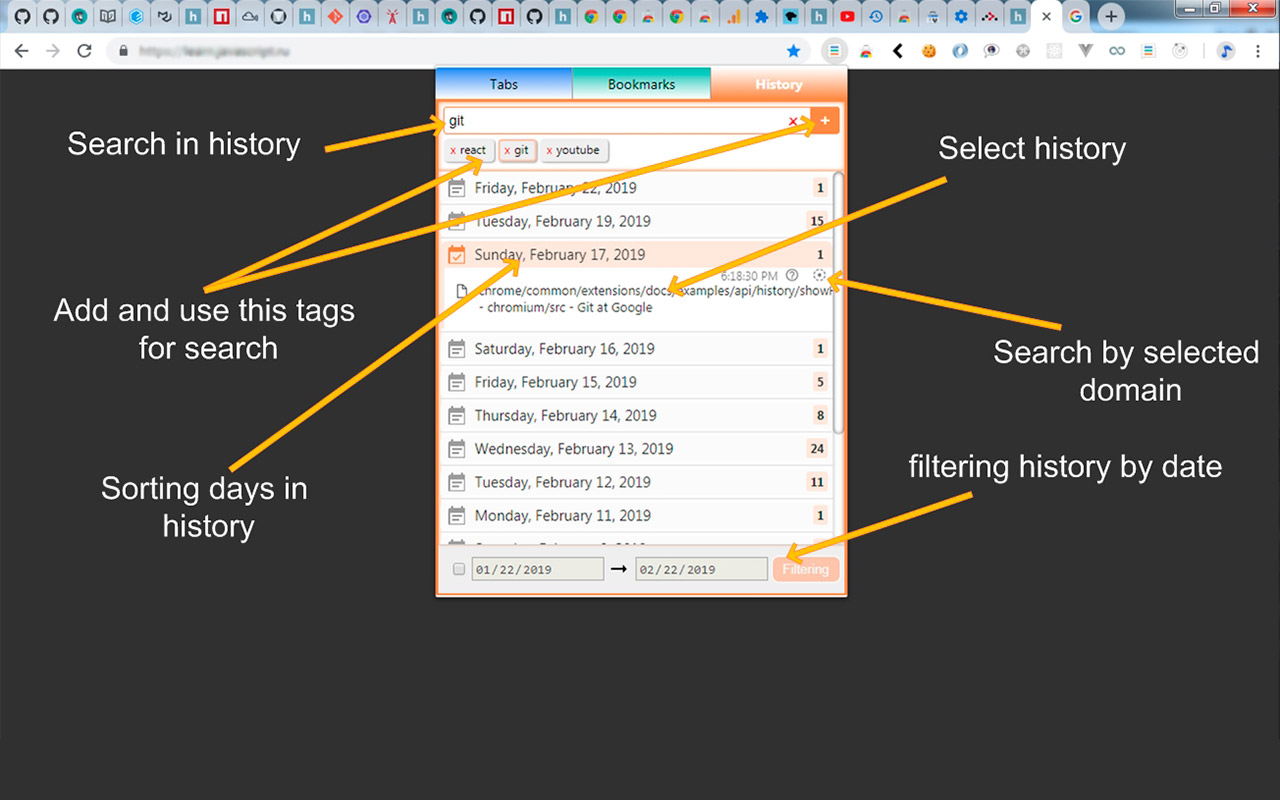 Tabs Bookmarks History
git x +
x react x git x youtube
Search in history
Select history
Friday, February 22, 2019 1
Tuesday, February 19, 2019 15
Sunday, February 17, 2019 1
6:18:30 PM
chrome/common/extensions/docs/examples/api/history/show
- chromium/src - Git at Google
Add and use this tags
for search
Search by selected
domain
Saturday, February 16, 2019 1
Friday, February 15, 2019 5
Thursday, February 14, 2019 8
Wednesday, February 13, 2019 24
Tuesday, February 12, 2019 11
Monday, February 11, 2019 1
Sorting days in
history
filtering history by date
01/22/2019 → 02/22/2019 Filtering